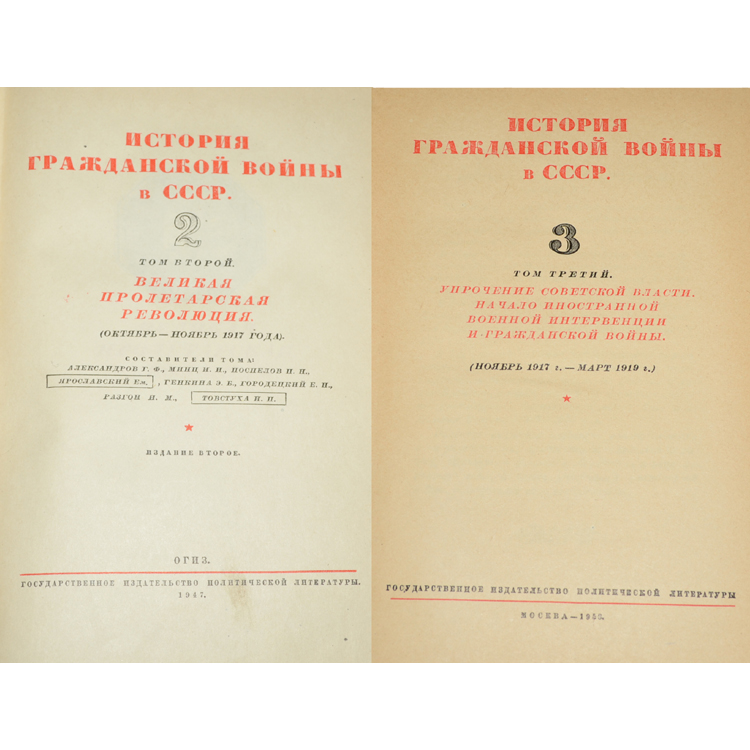 ИСТОРИЯ
ГРАЖДАНСКОЙ ВОЙНЫ
в СССР.
2
ТОМ ВТОРОЙ.
ВЕЛИКАЯ
ПРОЛЕТАРСКАЯ
РЕВОЛЮЦИЯ.
(ОКТЯБРЬ—НОЯБРЬ 1917 ГОДА).
СОСТАВИТЕЛИ ТОМА:
АЛЕКСАНДРОВ Г. Ф., МИНЦ И. И., ПОСПЕЛОВ П. Н.,
ЯРОСЛАВСКИЙ Ем., ГЕНКИНА Э. Б., ГОРОДЕЦКИЙ Е. Н.,
РАЗГОН И. М., ТОВСТУХА И. П.
ИЗДАНИЕ ВТОРОЕ.
ОГИЗ.
ГОСУДАРСТВЕННОЕ ИЗДАТЕЛЬСТВО ПОЛИТИЧЕСКОЙ ЛИТЕРАТУРЫ.
1947.
ИСТОРИЯ
ГРАЖДАНСКОЙ ВОЙНЫ
в СССР.
3
ТОМ ТРЕТИЙ.
УПРОЧЕНИЕ СОВЕТСКОЙ ВЛАСТИ.
НАЧАЛО ИНОСТРАННОЙ
ВОЕННОЙ ИНТЕРВЕНЦИИ
И ГРАЖДАНСКОЙ ВОЙНЫ.
(НОЯБРЬ 1917 г. — МАРТ 1919 г.)
ГОСУДАРСТВЕННОЕ ИЗДАТЕЛЬСТВО ПОЛИТИЧЕСКОЙ ЛИТЕРАТУРЫ
МОСКВА—